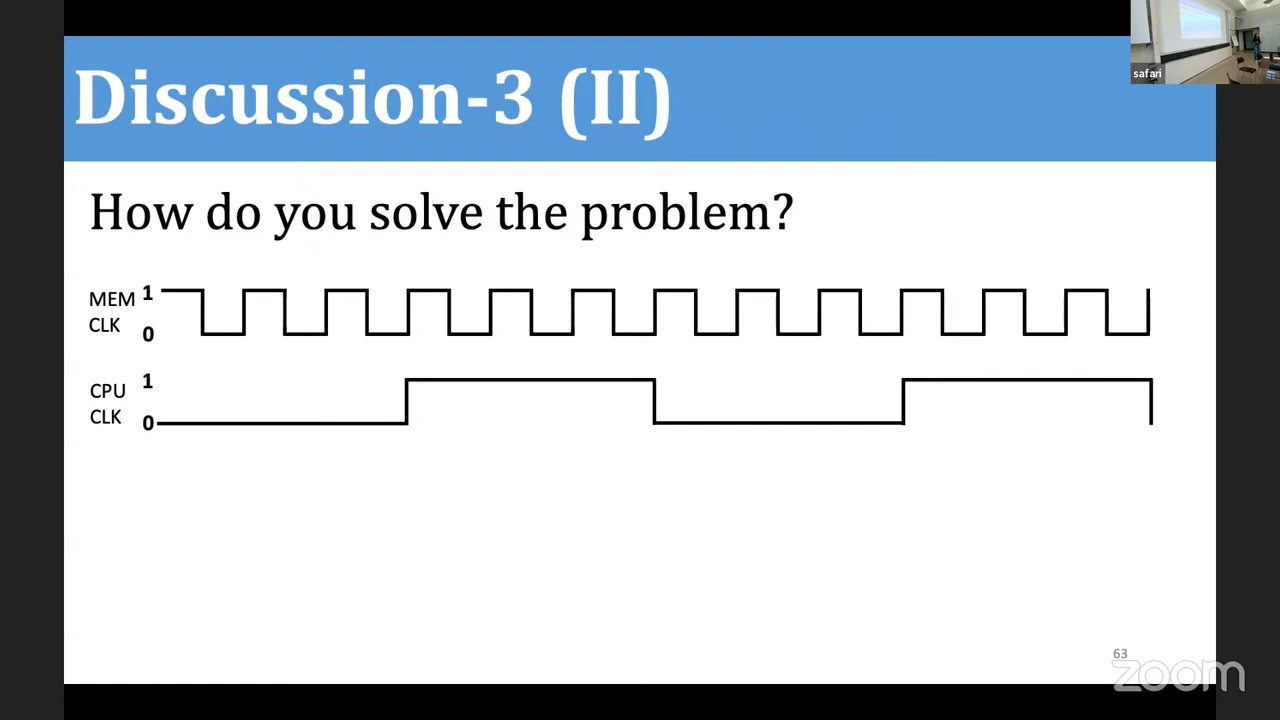 safari
Discussion-3 (II)
How do you solve the problem?
MEM
CLK
1
0
CPU
CLK
1
0
63
zoom